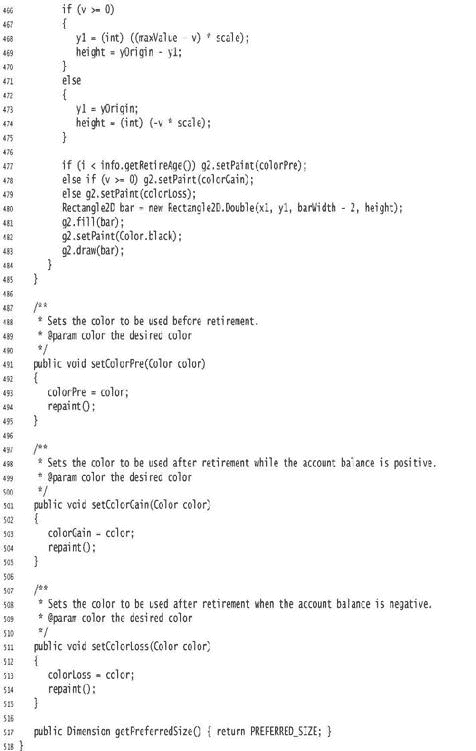 466 if (v >= 0)
467 {
468 y1 = (int) ((maxValue - v) * scale);
469 height = yOrigin - y1;
470 }
471 else
472 {
473 y1 = yOrigin;
474 height = (int) (-v * scale);
475 }
476
477 if (i < info.getRetireAge()) g2.setPaint(colorPre);
478 else if (v >= 0) g2.setPaint(colorGain);
479 else g2.setPaint(colorLoss);
480 Rectangle2D bar = new Rectangle2D.Double(x1, y1, barWidth - 2, height);
481 g2.fill(bar);
482 g2.setPaint(Color.black);
483 g2.draw(bar);
484 }
485 }
486
487 /**
488 * Sets the color to be used before retirement.
489 * @param color the desired color
490 */
491 public void setColorPre(Color color)
492 {
493 colorPre = color;
494 repaint();
495 }
496
497 /**
498 * Sets the color to be used after retirement while the account balance is positive.
499 * @param color the desired color
500 */
501 public void setColorGain(Color color)
502 {
503 colorGain = color;
504 repaint();
505 }
506
507 /**
508 * Sets the color to be used after retirement when the account balance is negative.
509 * @param color the desired color
510 */
511 public void setColorLoss(Color color)
512 {
513 colorLoss = color;
514 repaint();
515 }
516
517 public Dimension getPreferredSize() { return PREFERRED_SIZE; }
518 }